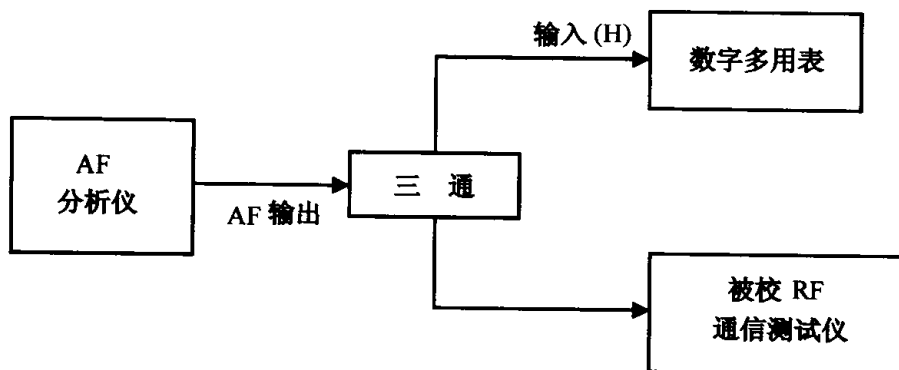 输入 (H)
数字多用表
AF
分析仪
AF 输出
三 通
被校 RF
通信测试仪